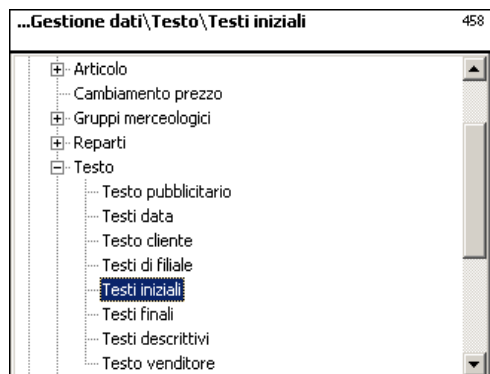 ...Gestione dati\Testo\Testi iniziali 458
Articolo
Cambiamento prezzo
Gruppi merceologici
Reparti
Testo
Testo pubblicitario
Testi data
Testo cliente
Testi di filiale
Testi iniziali
Testi finali
Testi descrittivi
Testo venditore